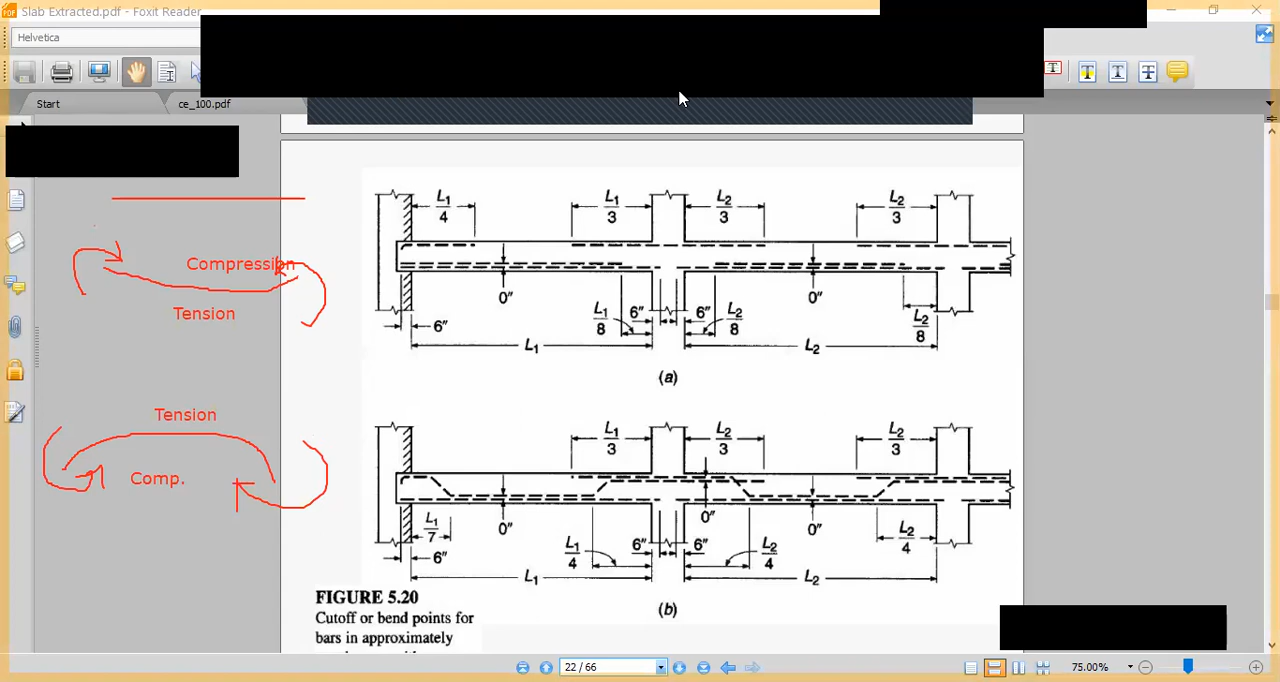 Slab Extracted.pdf - Foxit Reader
Helvetica
Start
ce_100.pdf
L1/4
L1/3
L2/3
L2/3
Compression
Tension
0"
0"
L1/8
6"
6"
L2/8
L2/8
6"
L1
L2
(a)
Tension
Comp.
L1/3
L2/3
L2/3
0"
0"
0"
L1/7
6"
L1/4
6"
6"
L2/4
L2/4
L1
L2
(b)
FIGURE 5.20
Cutoff or bend points for
bars in approximately
22 / 66
75.00%